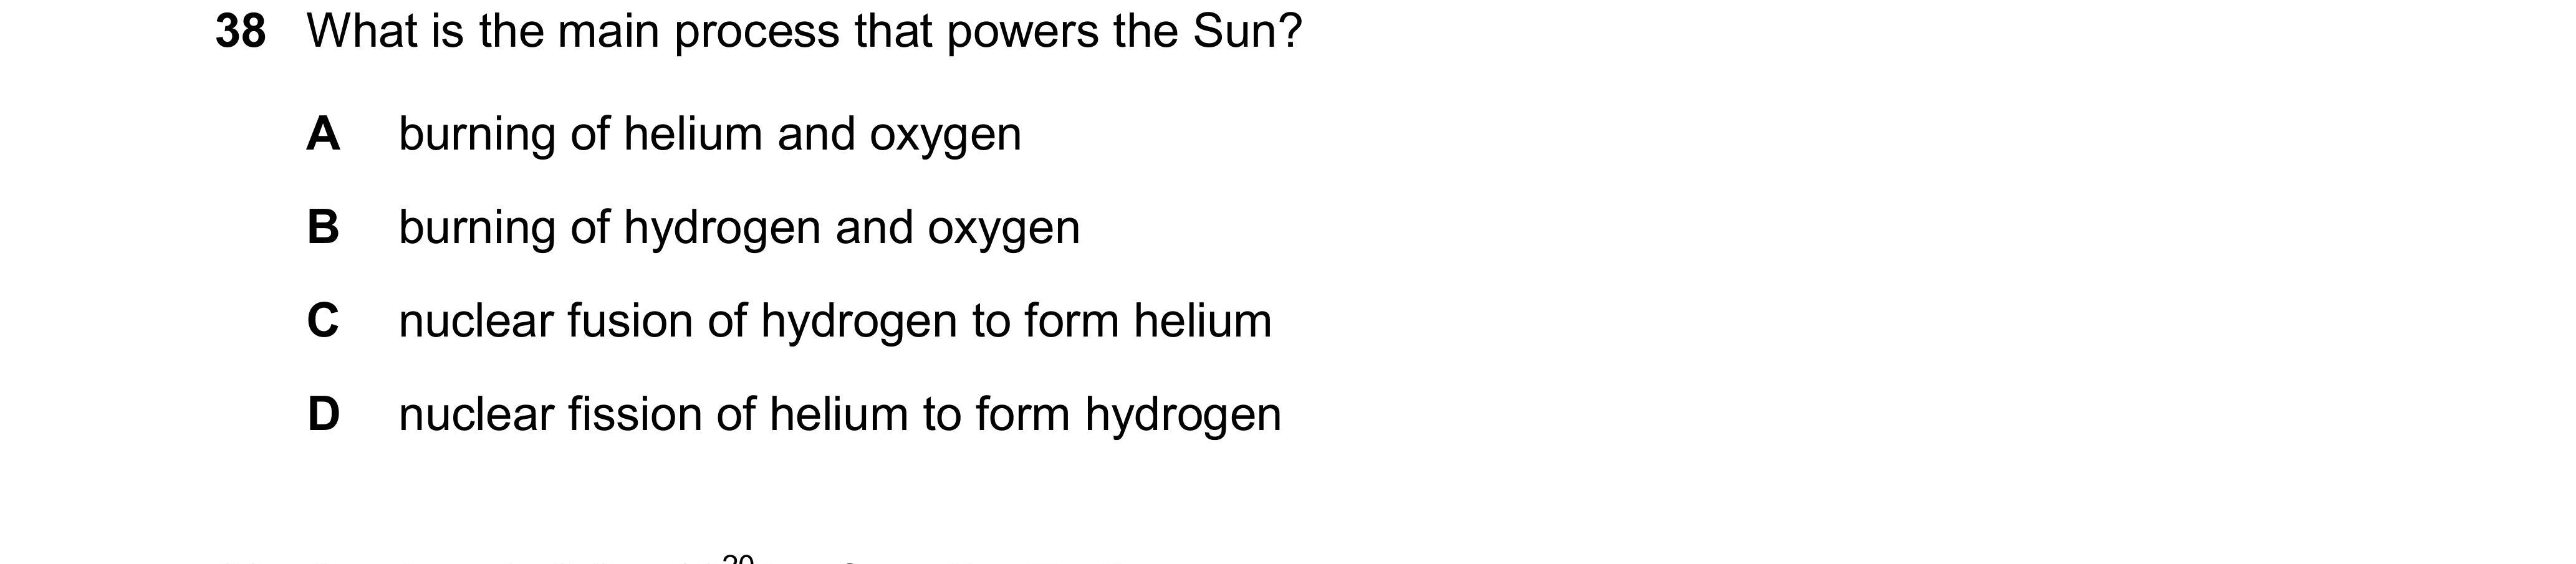 38 What is the main process that powers the Sun?
A burning of helium and oxygen
B burning of hydrogen and oxygen
C nuclear fusion of hydrogen to form helium
D nuclear fission of helium to form hydrogen